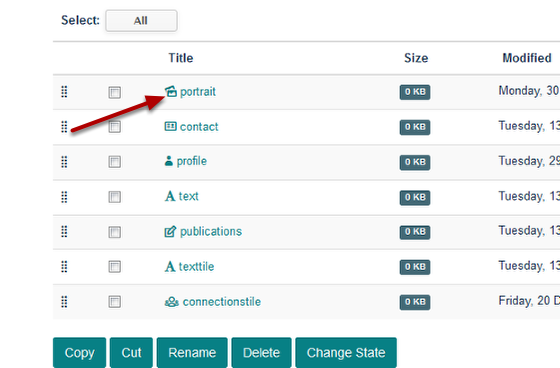 Select: All
Title Size Modified
portrait 0 KB Monday, 30
contact 0 KB Tuesday, 13
profile 0 KB Tuesday, 29
text 0 KB Tuesday, 13
publications 0 KB Tuesday, 13
texttile 0 KB Tuesday, 13
connectionstile 0 KB Friday, 20 D
Copy Cut Rename Delete Change State